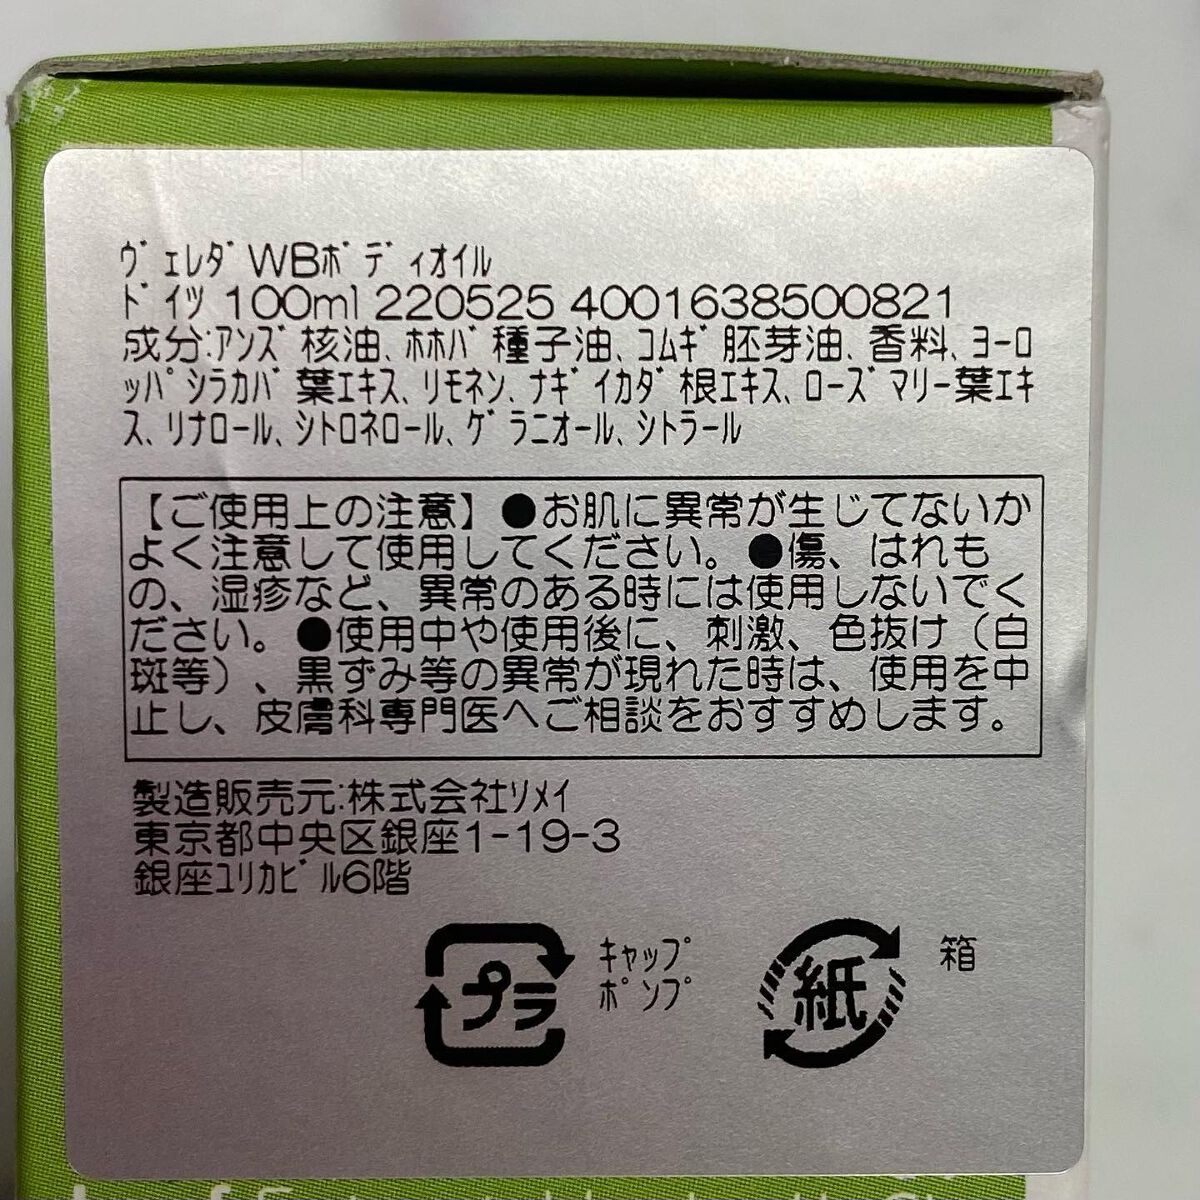 ヴェレダWBボディオイル
ドイツ 100ml 220525 4001638500821
成分:アンズ核油、ホホバ種子油、コムギ胚芽油、香料、ヨーロ
ッパシラカバ葉エキス、リモネン、ナギイカダ根エキス、ローズマリー葉エキ
ス、リナロール、シトロネロール、ゲラニオール、シトラール
【ご使用上の注意】●お肌に異常が生じてないか
よく注意して使用してください。●傷、はれも
の、湿疹など、異常のある時には使用しないでく
ださい。●使用中や使用後に、刺激、色抜け（白
斑等）、黒ずみ等の異常が現れた時は、使用を中
止し、皮膚科専門医へご相談をおすすめします。
製造販売元:株式会社リメイ
東京都中央区銀座1-19-3
銀座ユリカビル6階
プラ キャップ
ポンプ
紙 箱